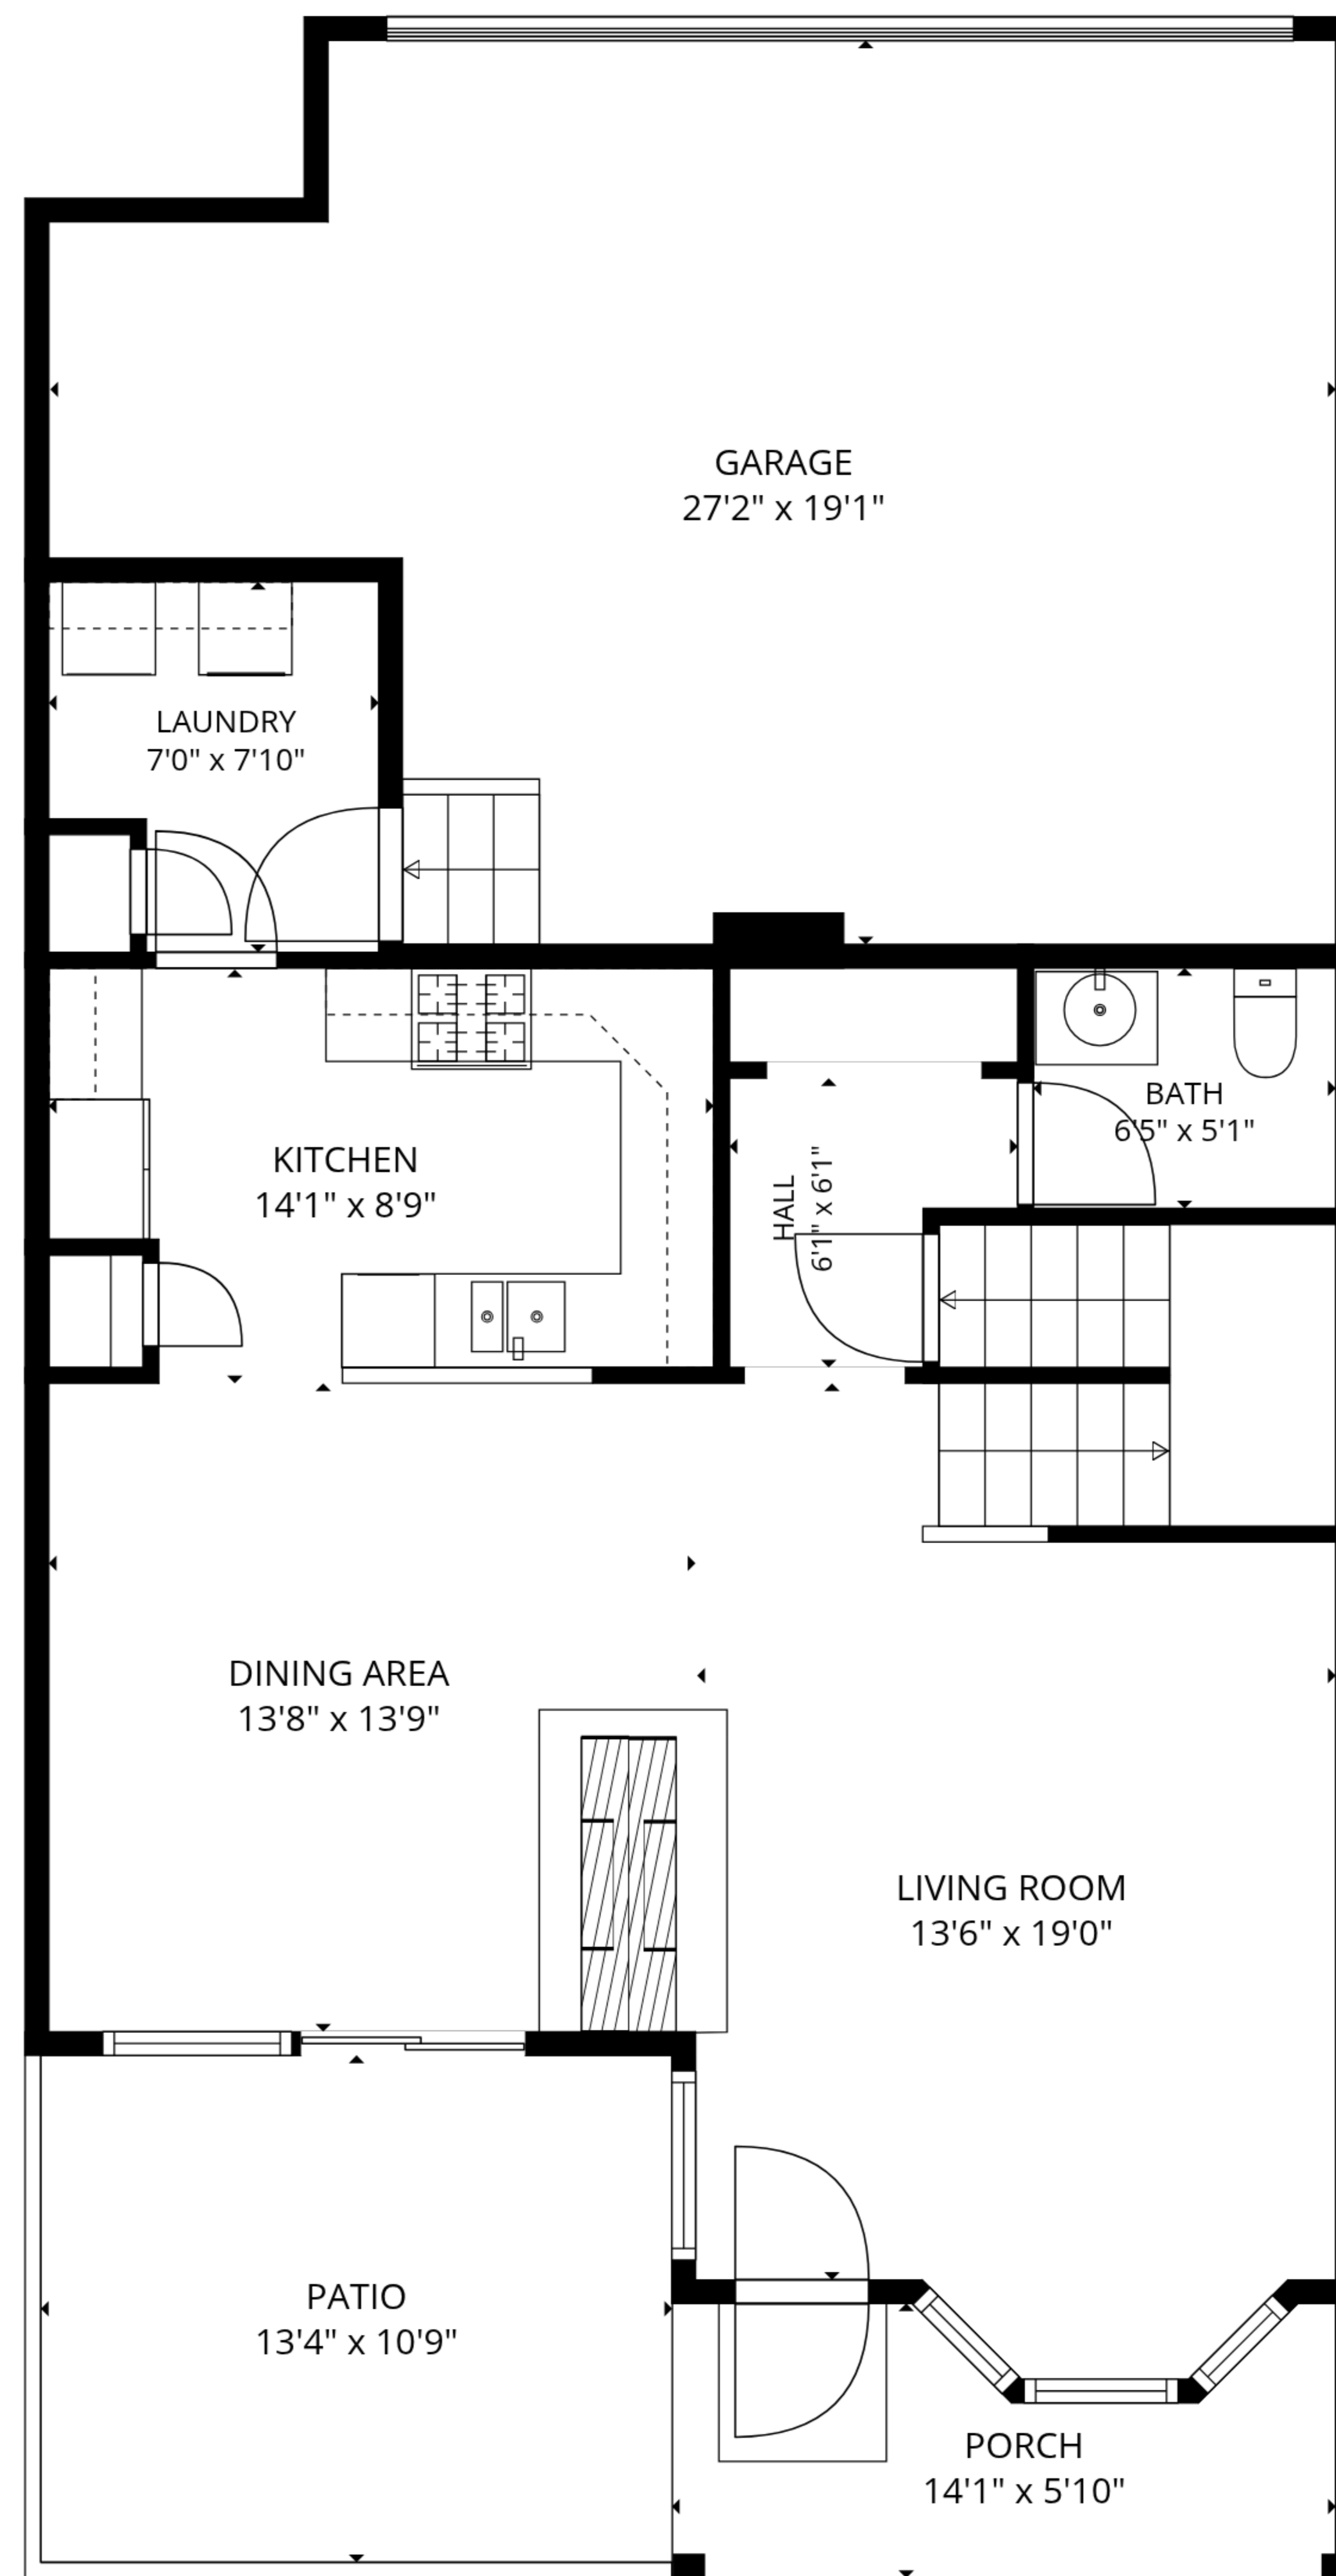 GARAGE
27'2" x 19'1"
LAUNDRY
7'0" x 7'10"
BATH
6'5" x 5'1"
KITCHEN
14'1" x 8'9"
HALL
6'1" x 6'1"
DINING AREA
13'8" x 13'9"
LIVING ROOM
13'6" x 19'0"
PATIO
13'4" x 10'9"
PORCH
14'1" x 5'10"